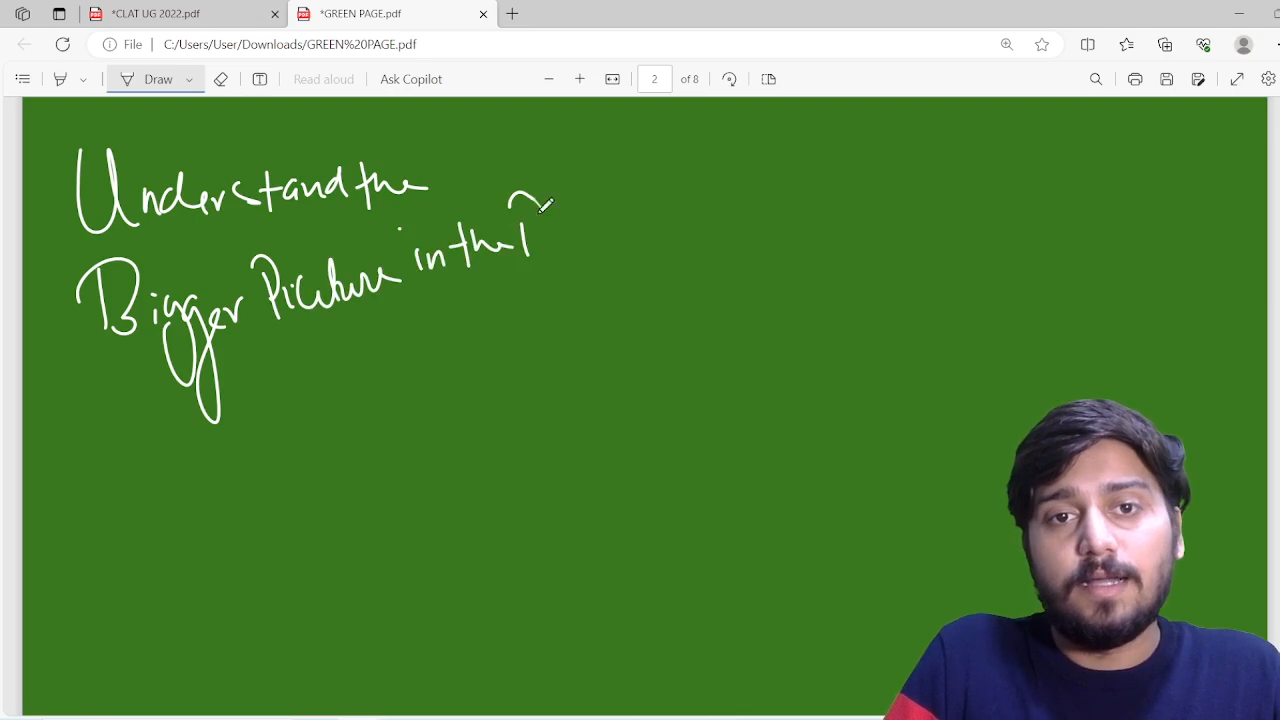 *CLAT UG 2022.pdf
*GREEN PAGE.pdf
File C:/Users/User/Downloads/GREEN%20PAGE.pdf
Draw Read aloud Ask Copilot 2 of 8
Understand the
Bigger Picture in the